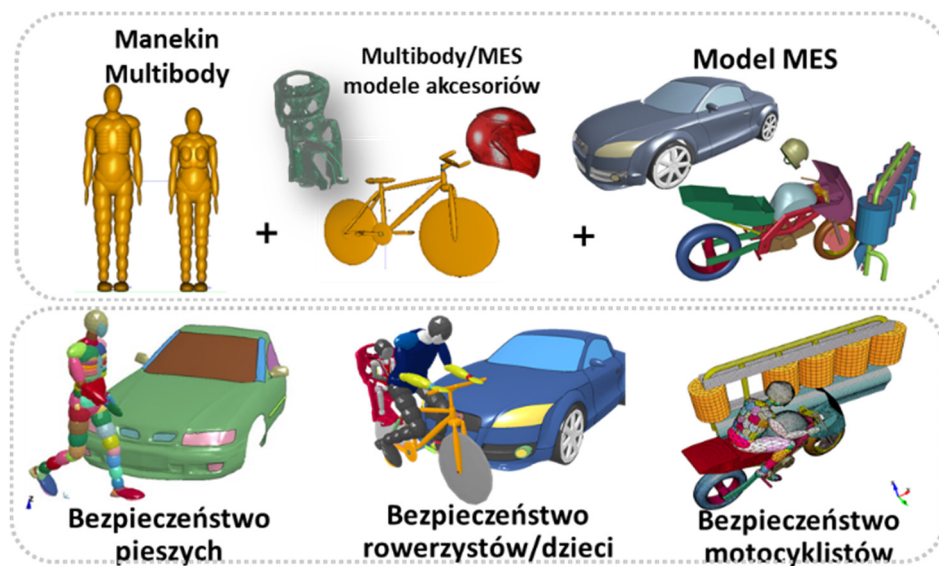 Manekin
Multibody
Multibody/MES
modele akcesoriów
Model MES
+
+
Bezpieczeństwo
pieszych
Bezpieczeństwo
rowerzystów/dzieci
Bezpieczeństwo
motocyklistów